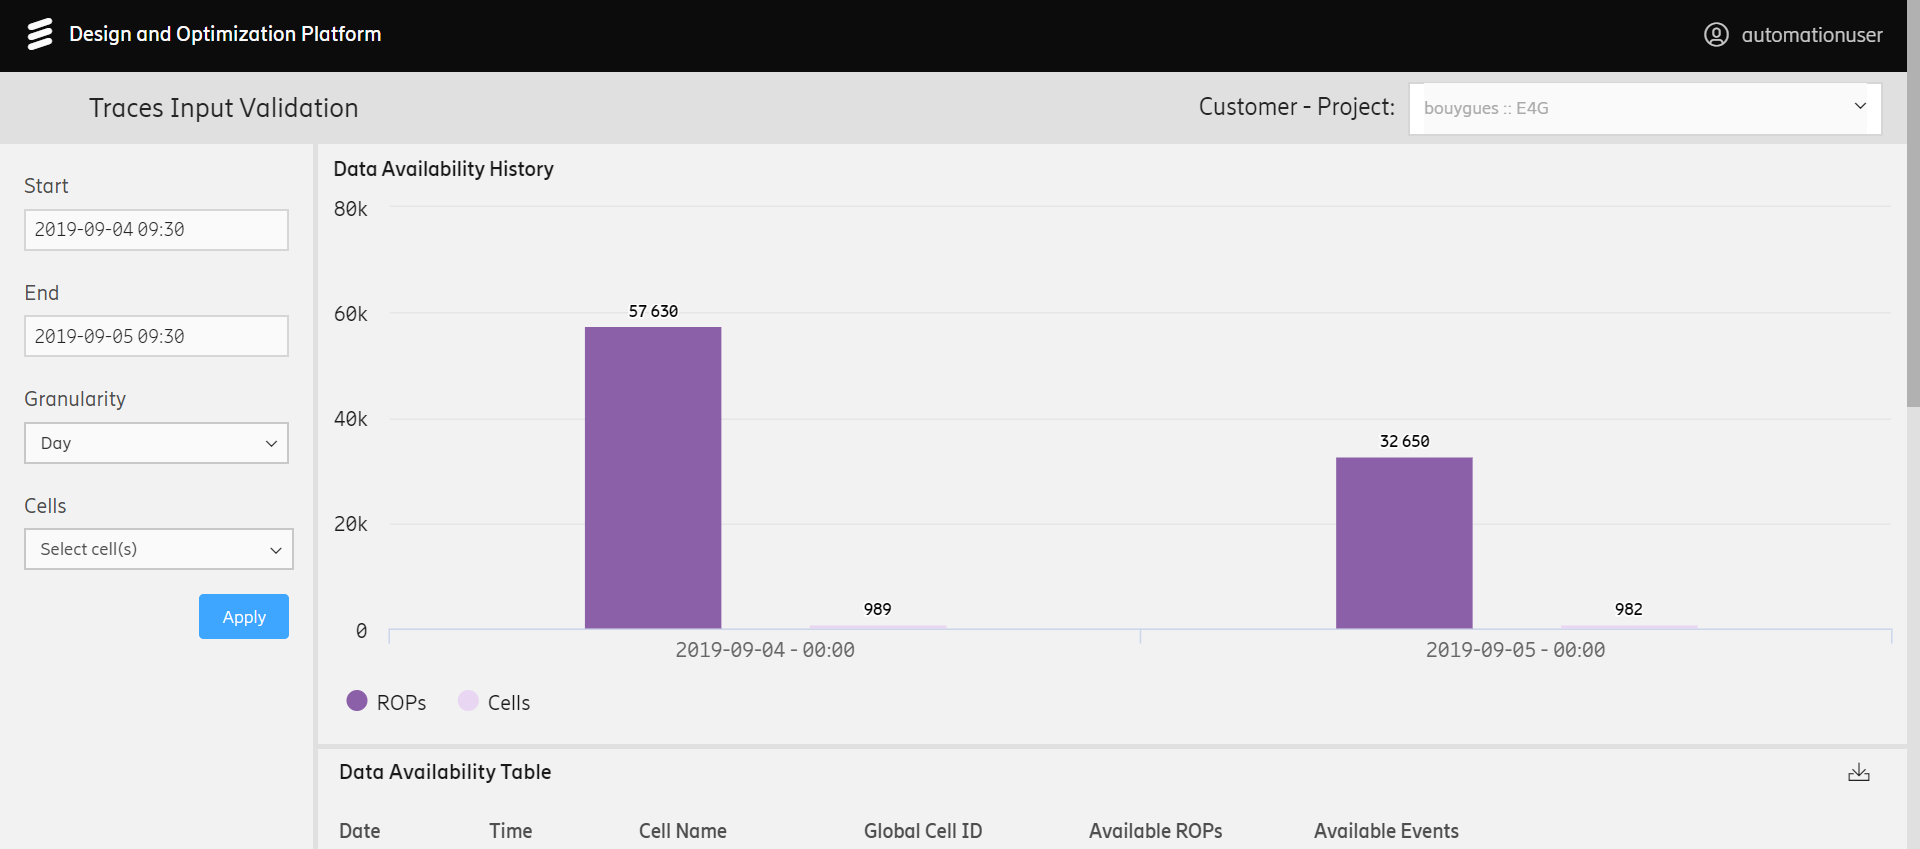 Design and Optimization Platform
automationuser
Traces Input Validation
Customer - Project:
bouygues :: E4G
Start
2019-09-04 09:30
End
2019-09-05 09:30
Granularity
Day
Cells
Select cell(s)
Apply
Data Availability History
80k
60k
40k
20k
0
57 630
989
32 650
982
2019-09-04 - 00:00
2019-09-05 - 00:00
ROPs
Cells
Data Availability Table
Date Time Cell Name Global Cell ID Available ROPs Available Events